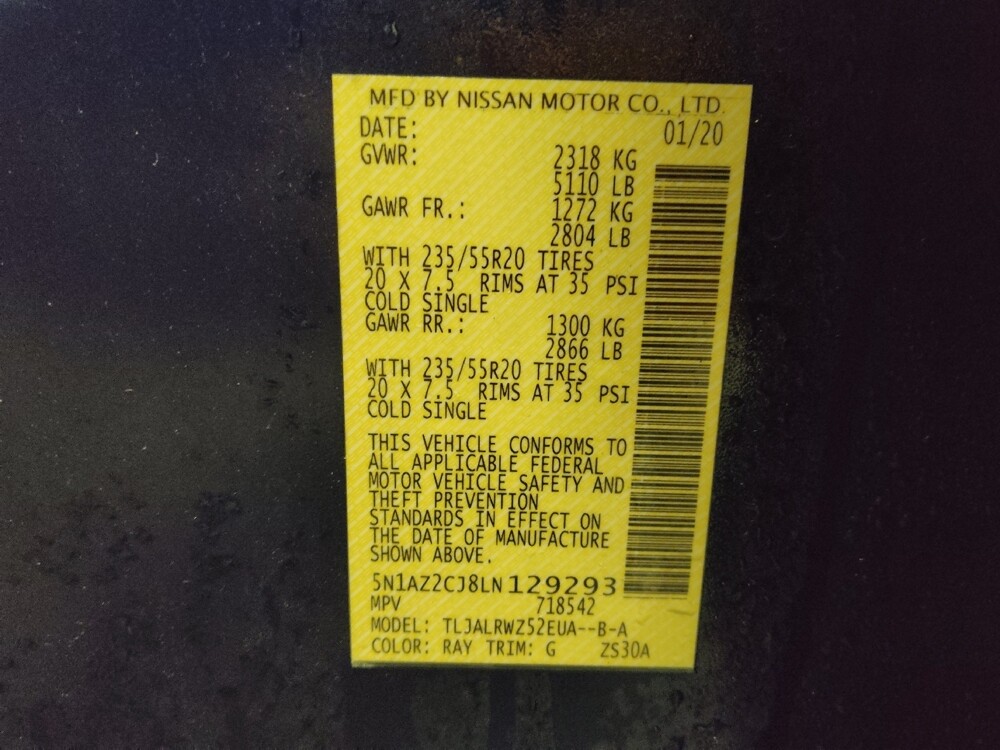 MFD BY NISSAN MOTOR CO., LTD.
DATE: 01/20
GVWR: 2318 KG
5110 LB
GAWR FR.: 1272 KG
2804 LB
WITH 235/55R20 TIRES
20 X 7.5 RIMS AT 35 PSI
COLD SINGLE
GAWR RR.: 1300 KG
2866 LB
WITH 235/55R20 TIRES
20 X 7.5 RIMS AT 35 PSI
COLD SINGLE
THIS VEHICLE CONFORMS TO
ALL APPLICABLE FEDERAL
MOTOR VEHICLE SAFETY AND
THEFT PREVENTION
STANDARDS IN EFFECT ON
THE DATE OF MANUFACTURE
SHOWN ABOVE.
5N1AZ2CJ8LN129293
MPV 718542
MODEL: TLJALRWZ52EUA--B-A
COLOR: RAY TRIM: G ZS30A